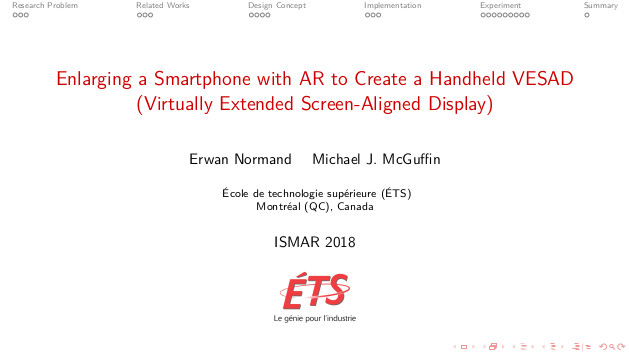 Research Problem
Related Works
Design Concept
Implementation
Experiment
Summary
Enlarging a Smartphone with AR to Create a Handheld VESAD
(Virtually Extended Screen-Aligned Display)
Erwan Normand Michael J. McGuffin
École de technologie supérieure (ÉTS)
Montréal (QC), Canada
ISMAR 2018
ÉTS
Le génie pour l'industrie